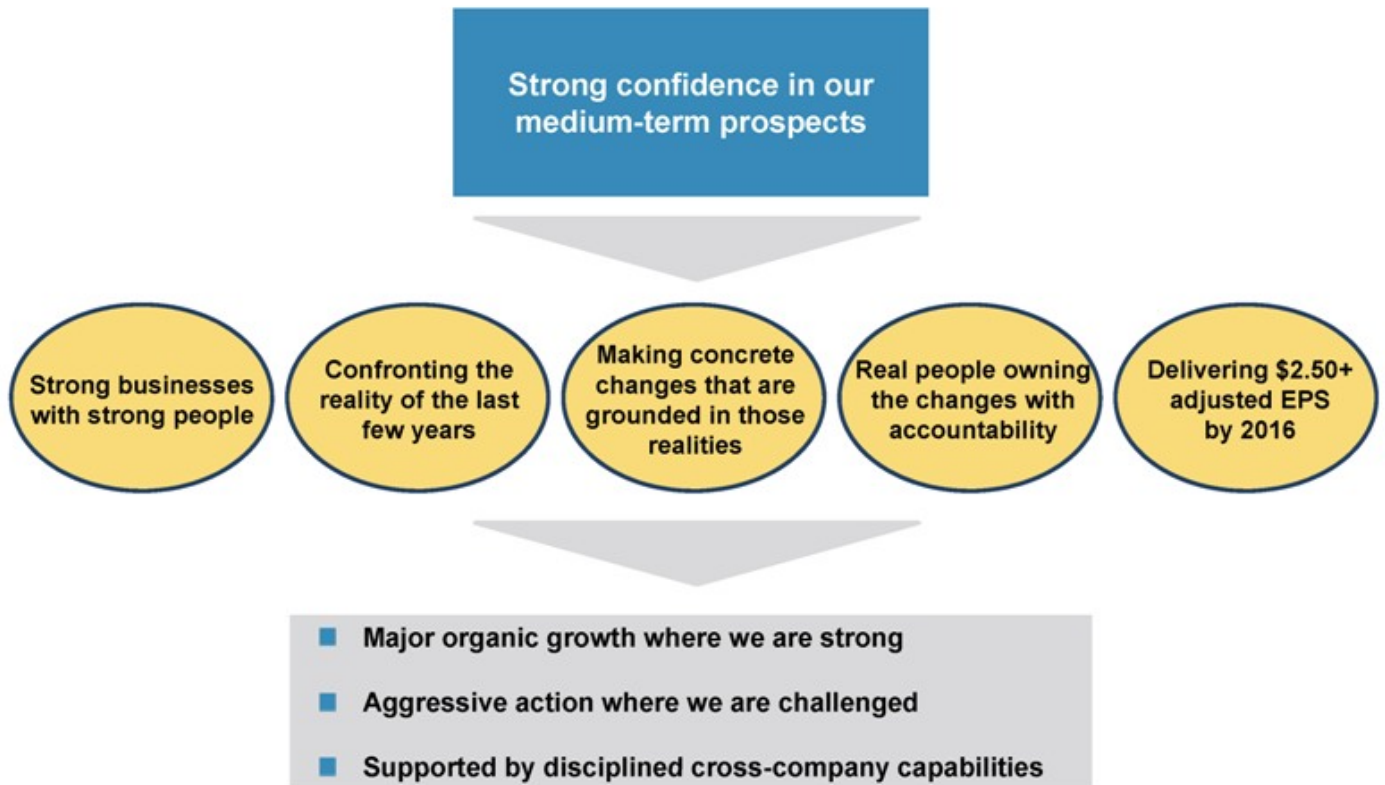 Strong confidence in our
medium-term prospects
Strong businesses
with strong people
Confronting the
reality of the last
few years
Making concrete
changes that are
grounded in those
realities
Real people owning
the changes with
accountability
Delivering $2.50+
adjusted EPS
by 2016
Major organic growth where we are strong
Aggressive action where we are challenged
Supported by disciplined cross-company capabilities